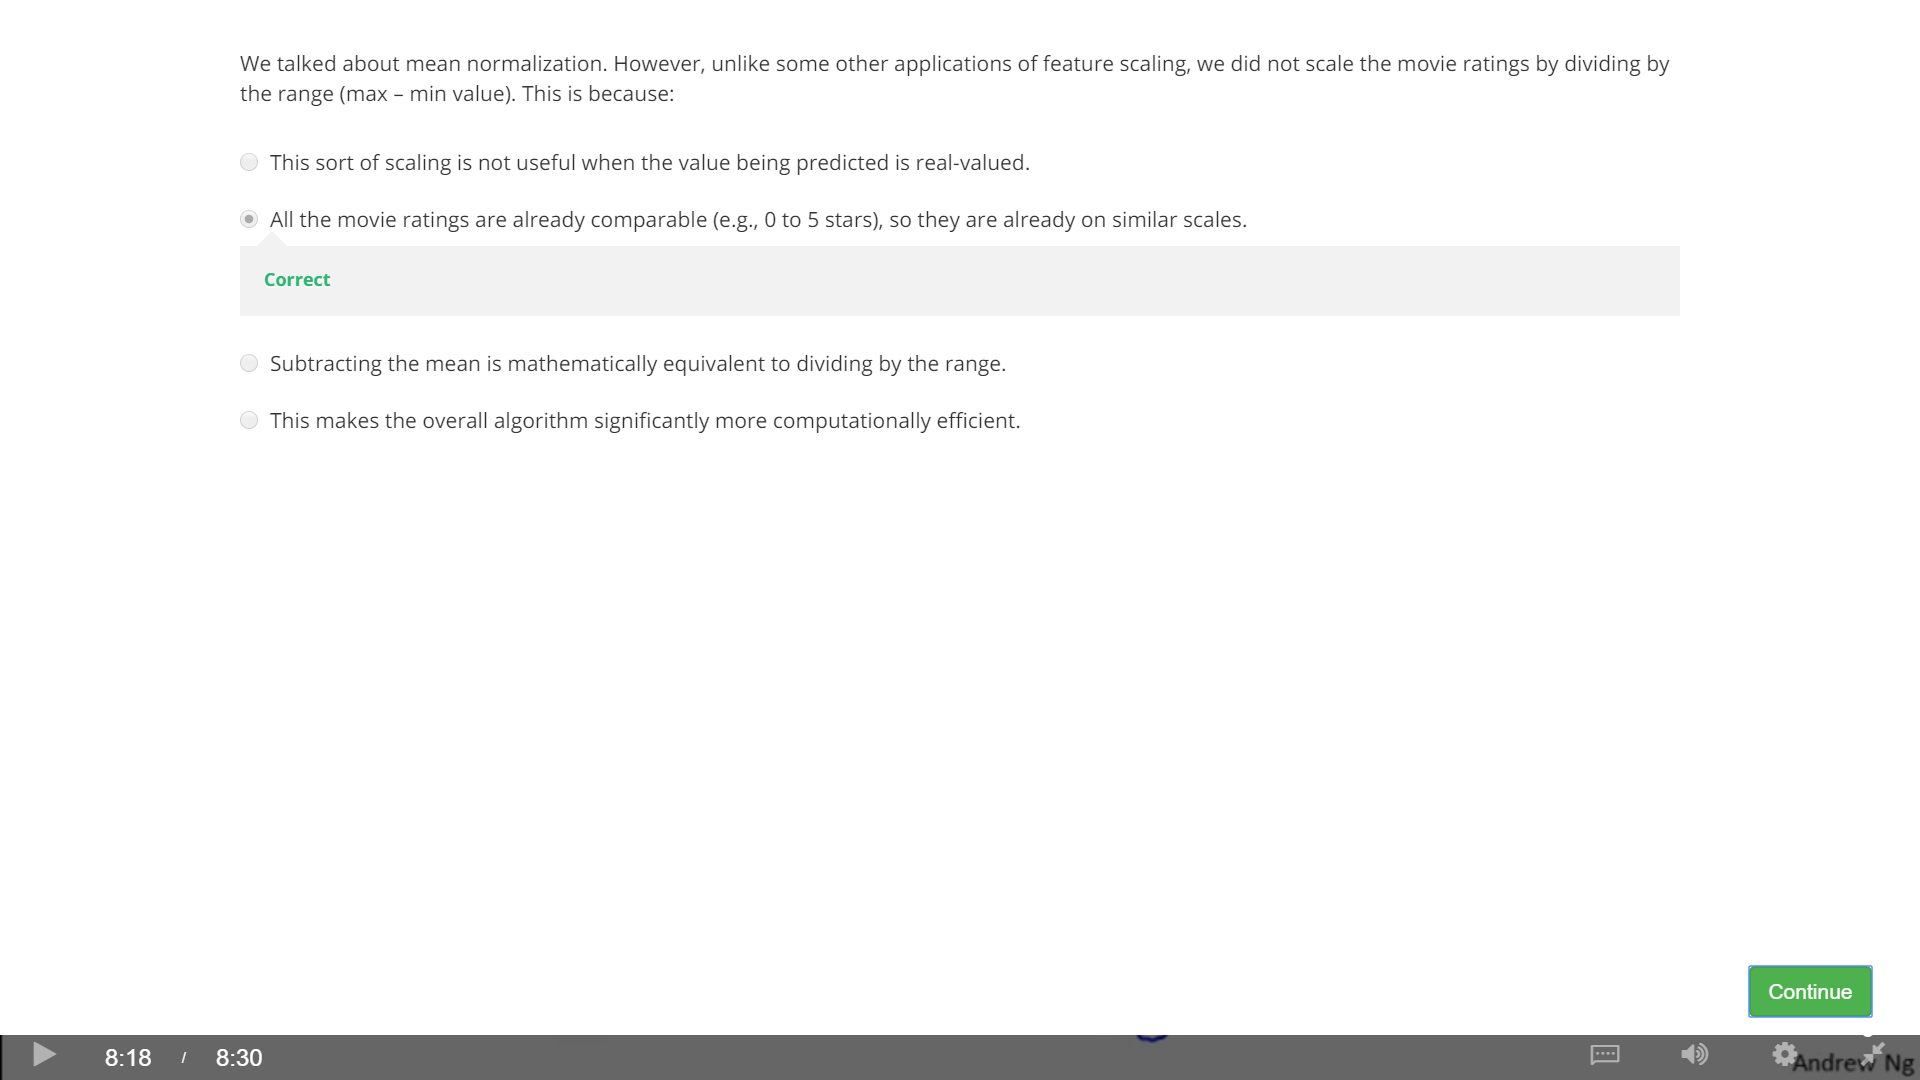 We talked about mean normalization. However, unlike some other applications of feature scaling, we did not scale the movie ratings by dividing by
the range (max – min value). This is because:
This sort of scaling is not useful when the value being predicted is real-valued.
All the movie ratings are already comparable (e.g., 0 to 5 stars), so they are already on similar scales.
Correct
Subtracting the mean is mathematically equivalent to dividing by the range.
This makes the overall algorithm significantly more computationally efficient.
Continue
8:18 / 8:30
Andrew Ng